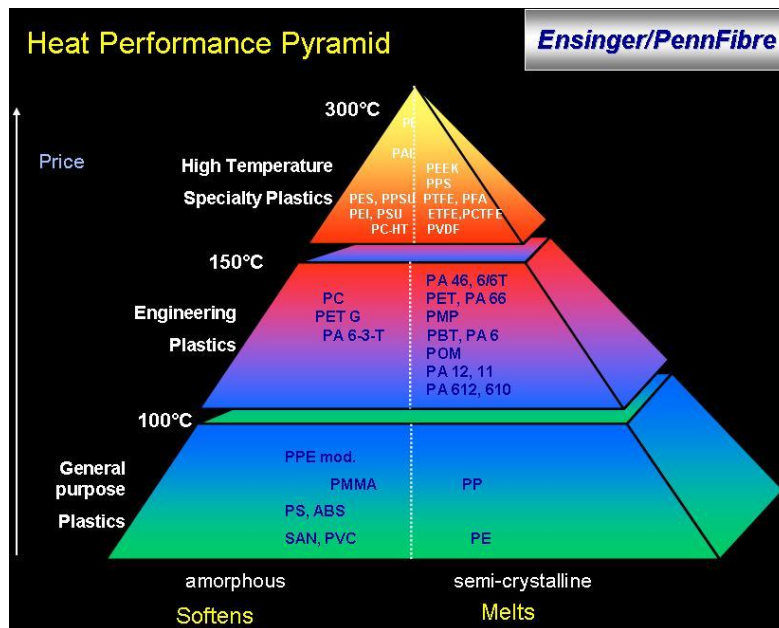 Heat Performance Pyramid
Ensinger/PennFibre
300°C
Price
High Temperature
Specialty Plastics
PEEK
PPS
PES, PPSU
PTFE, PFA
PEI, PSU
ETFE,PCTFE
PC-HT
PVDF
150°C
Engineering
Plastics
PC
PET G
PA 6-3-T
PA 46, 6/6T
PET, PA 66
PMP
PBT, PA 6
POM
PA 12, 11
PA 612, 610
100°C
General
purpose
Plastics
PPE mod.
PMMA
PP
PS, ABS
SAN, PVC
PE
amorphous
semi-crystalline
Softens
Melts